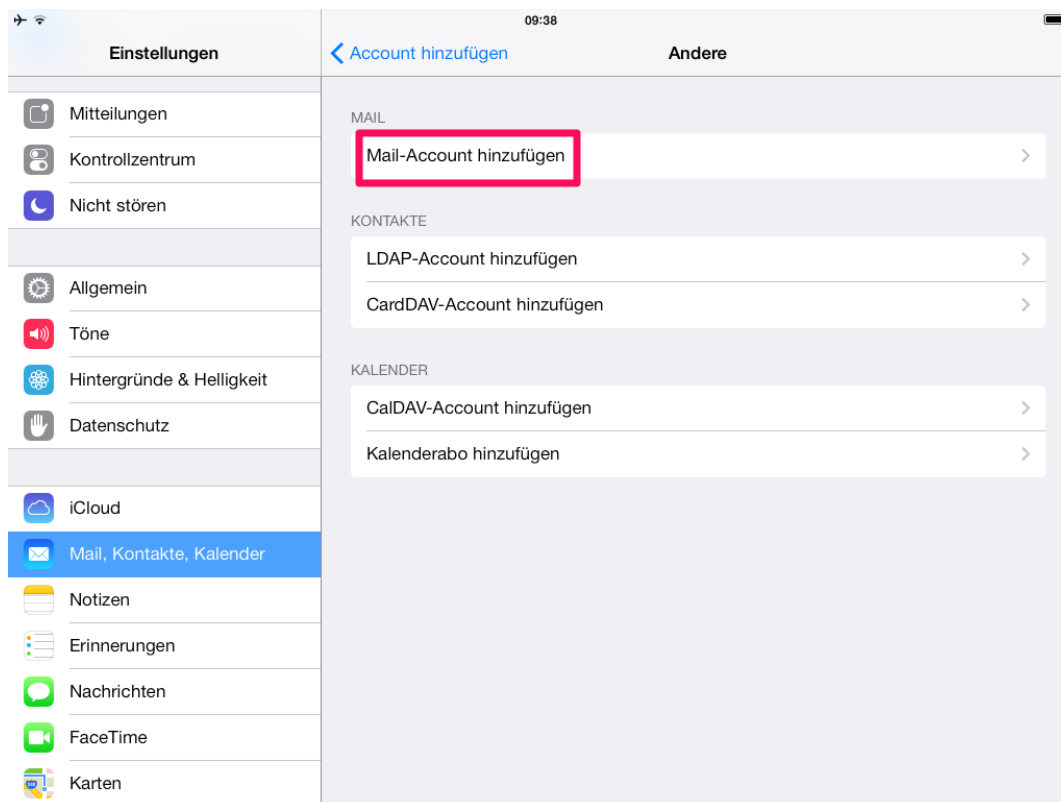 09:38
Einstellungen
Account hinzufügen
Andere
Mitteilungen
Kontrollzentrum
Nicht stören
Allgemein
Töne
Hintergründe & Helligkeit
Datenschutz
iCloud
Mail, Kontakte, Kalender
Notizen
Erinnerungen
Nachrichten
FaceTime
Karten
MAIL
Mail-Account hinzufügen
KONTAKTE
LDAP-Account hinzufügen
CardDAV-Account hinzufügen
KALENDER
CalDAV-Account hinzufügen
Kalenderabo hinzufügen